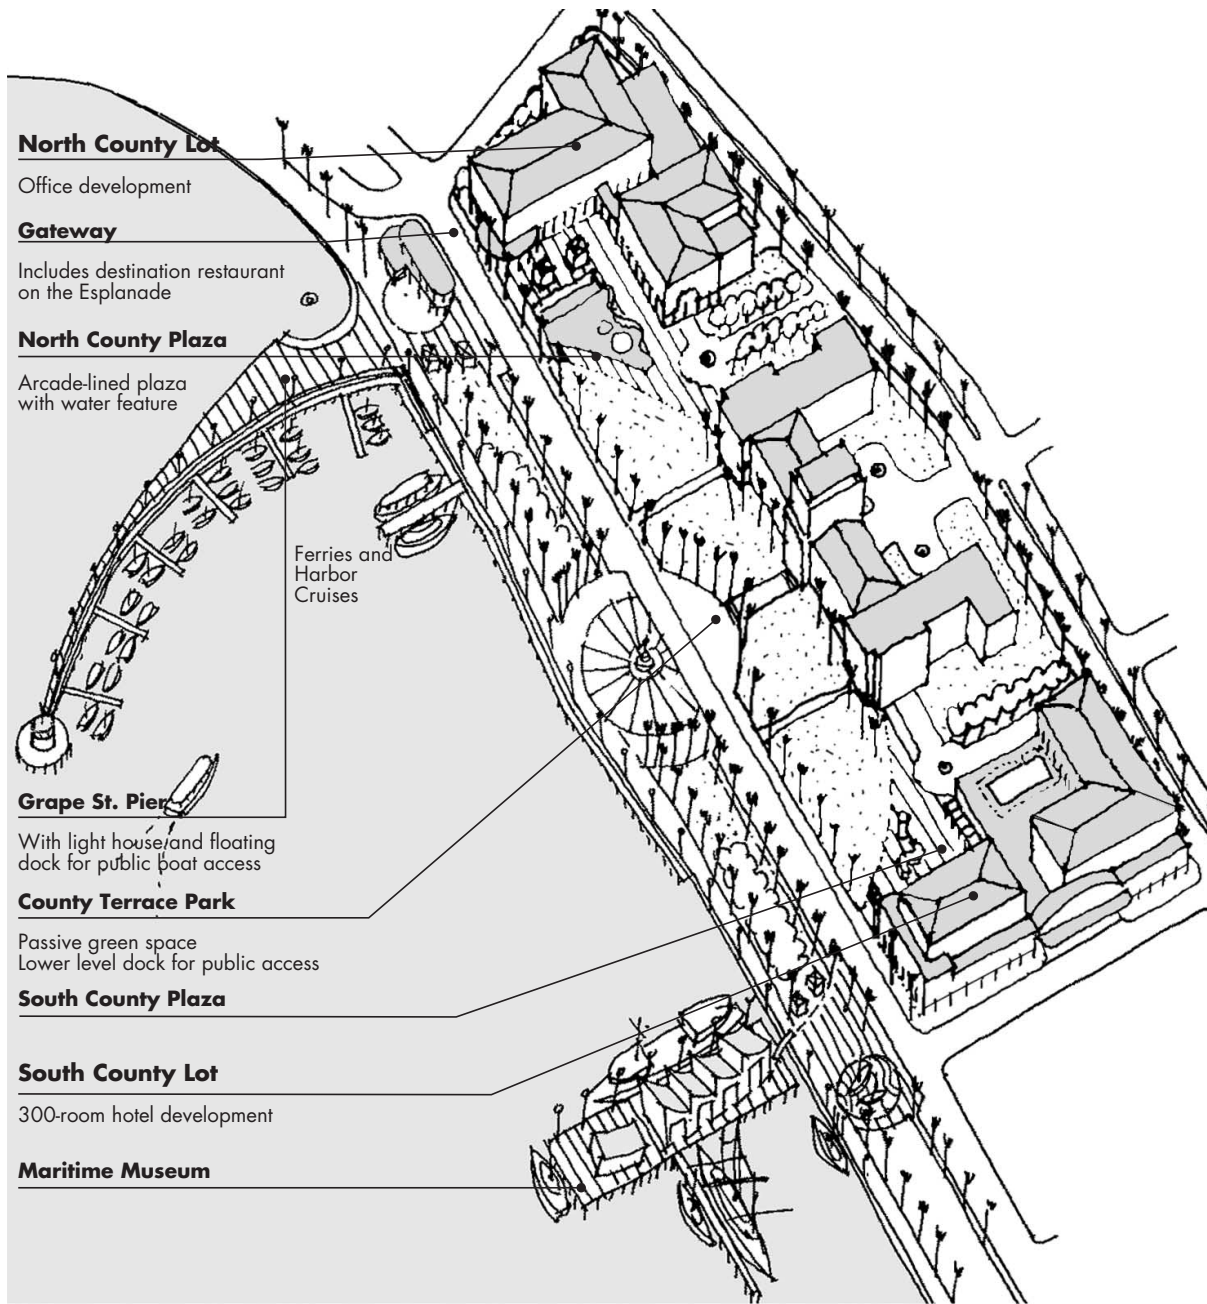 North County Lot
Office development
Gateway
Includes destination restaurant
on the Esplanade
North County Plaza
Arcade-lined plaza
with water feature
Ferries and
Harbor
Cruises
Grape St. Pier
With light house and floating
dock for public boat access
County Terrace Park
Passive green space
Lower level dock for public access
South County Plaza
South County Lot
300-room hotel development
Maritime Museum